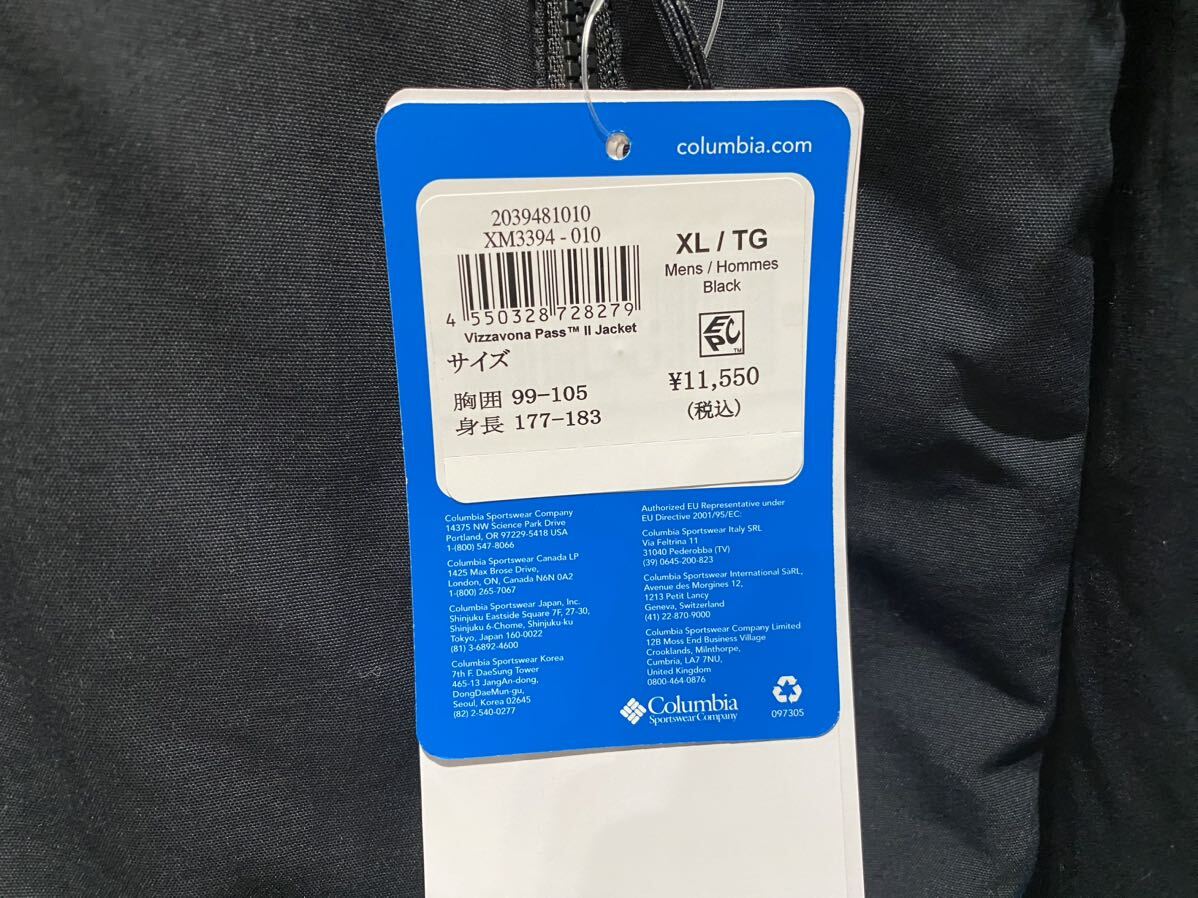 columbia.com
2039481010
XM3394-010
4 550328 728279
Vizzavona Pass™ II Jacket
サイズ
胸囲 99-105
身長 177-183
XL / TG
Mens / Hommes
Black
EPC™
¥11,550
(税込)
Columbia Sportswear Company
14375 NW Science Park Drive
Portland, OR 97229-5418 USA
1-(800) 547-8066
Columbia Sportswear Canada LP
1425 Max Brose Drive,
London, ON, Canada N6N 0A2
1-(800) 265-7067
Columbia Sportswear Japan, Inc.
Shinjuku Eastside Square 7F, 27-30,
Shinjuku 6-Chome, Shinjuku-ku
Tokyo, Japan 160-0022
(81) 3-6892-4600
Columbia Sportswear Korea
7th F. DaeSung Tower
465-13 JangAn-dong,
DongDaeMun-gu,
Seoul, Korea 02645
(82) 2-540-0277
Authorized EU Representative under
EU Directive 2001/95/EC:
Columbia Sportswear Italy SRL
Via Feltrina 11
31040 Pederobba (TV)
(39) 0645-200-823
Columbia Sportswear International SàRL,
Avenue des Morgines 12,
1213 Petit Lancy
Geneva, Switzerland
(41) 22-870-9000
Columbia Sportswear Company Limited
12B Moss End Business Village
Crooklands, Milnthorpe,
Cumbria, LA7 7NU,
United Kingdom
0800-464-0876
Columbia
Sportswear Company
097305